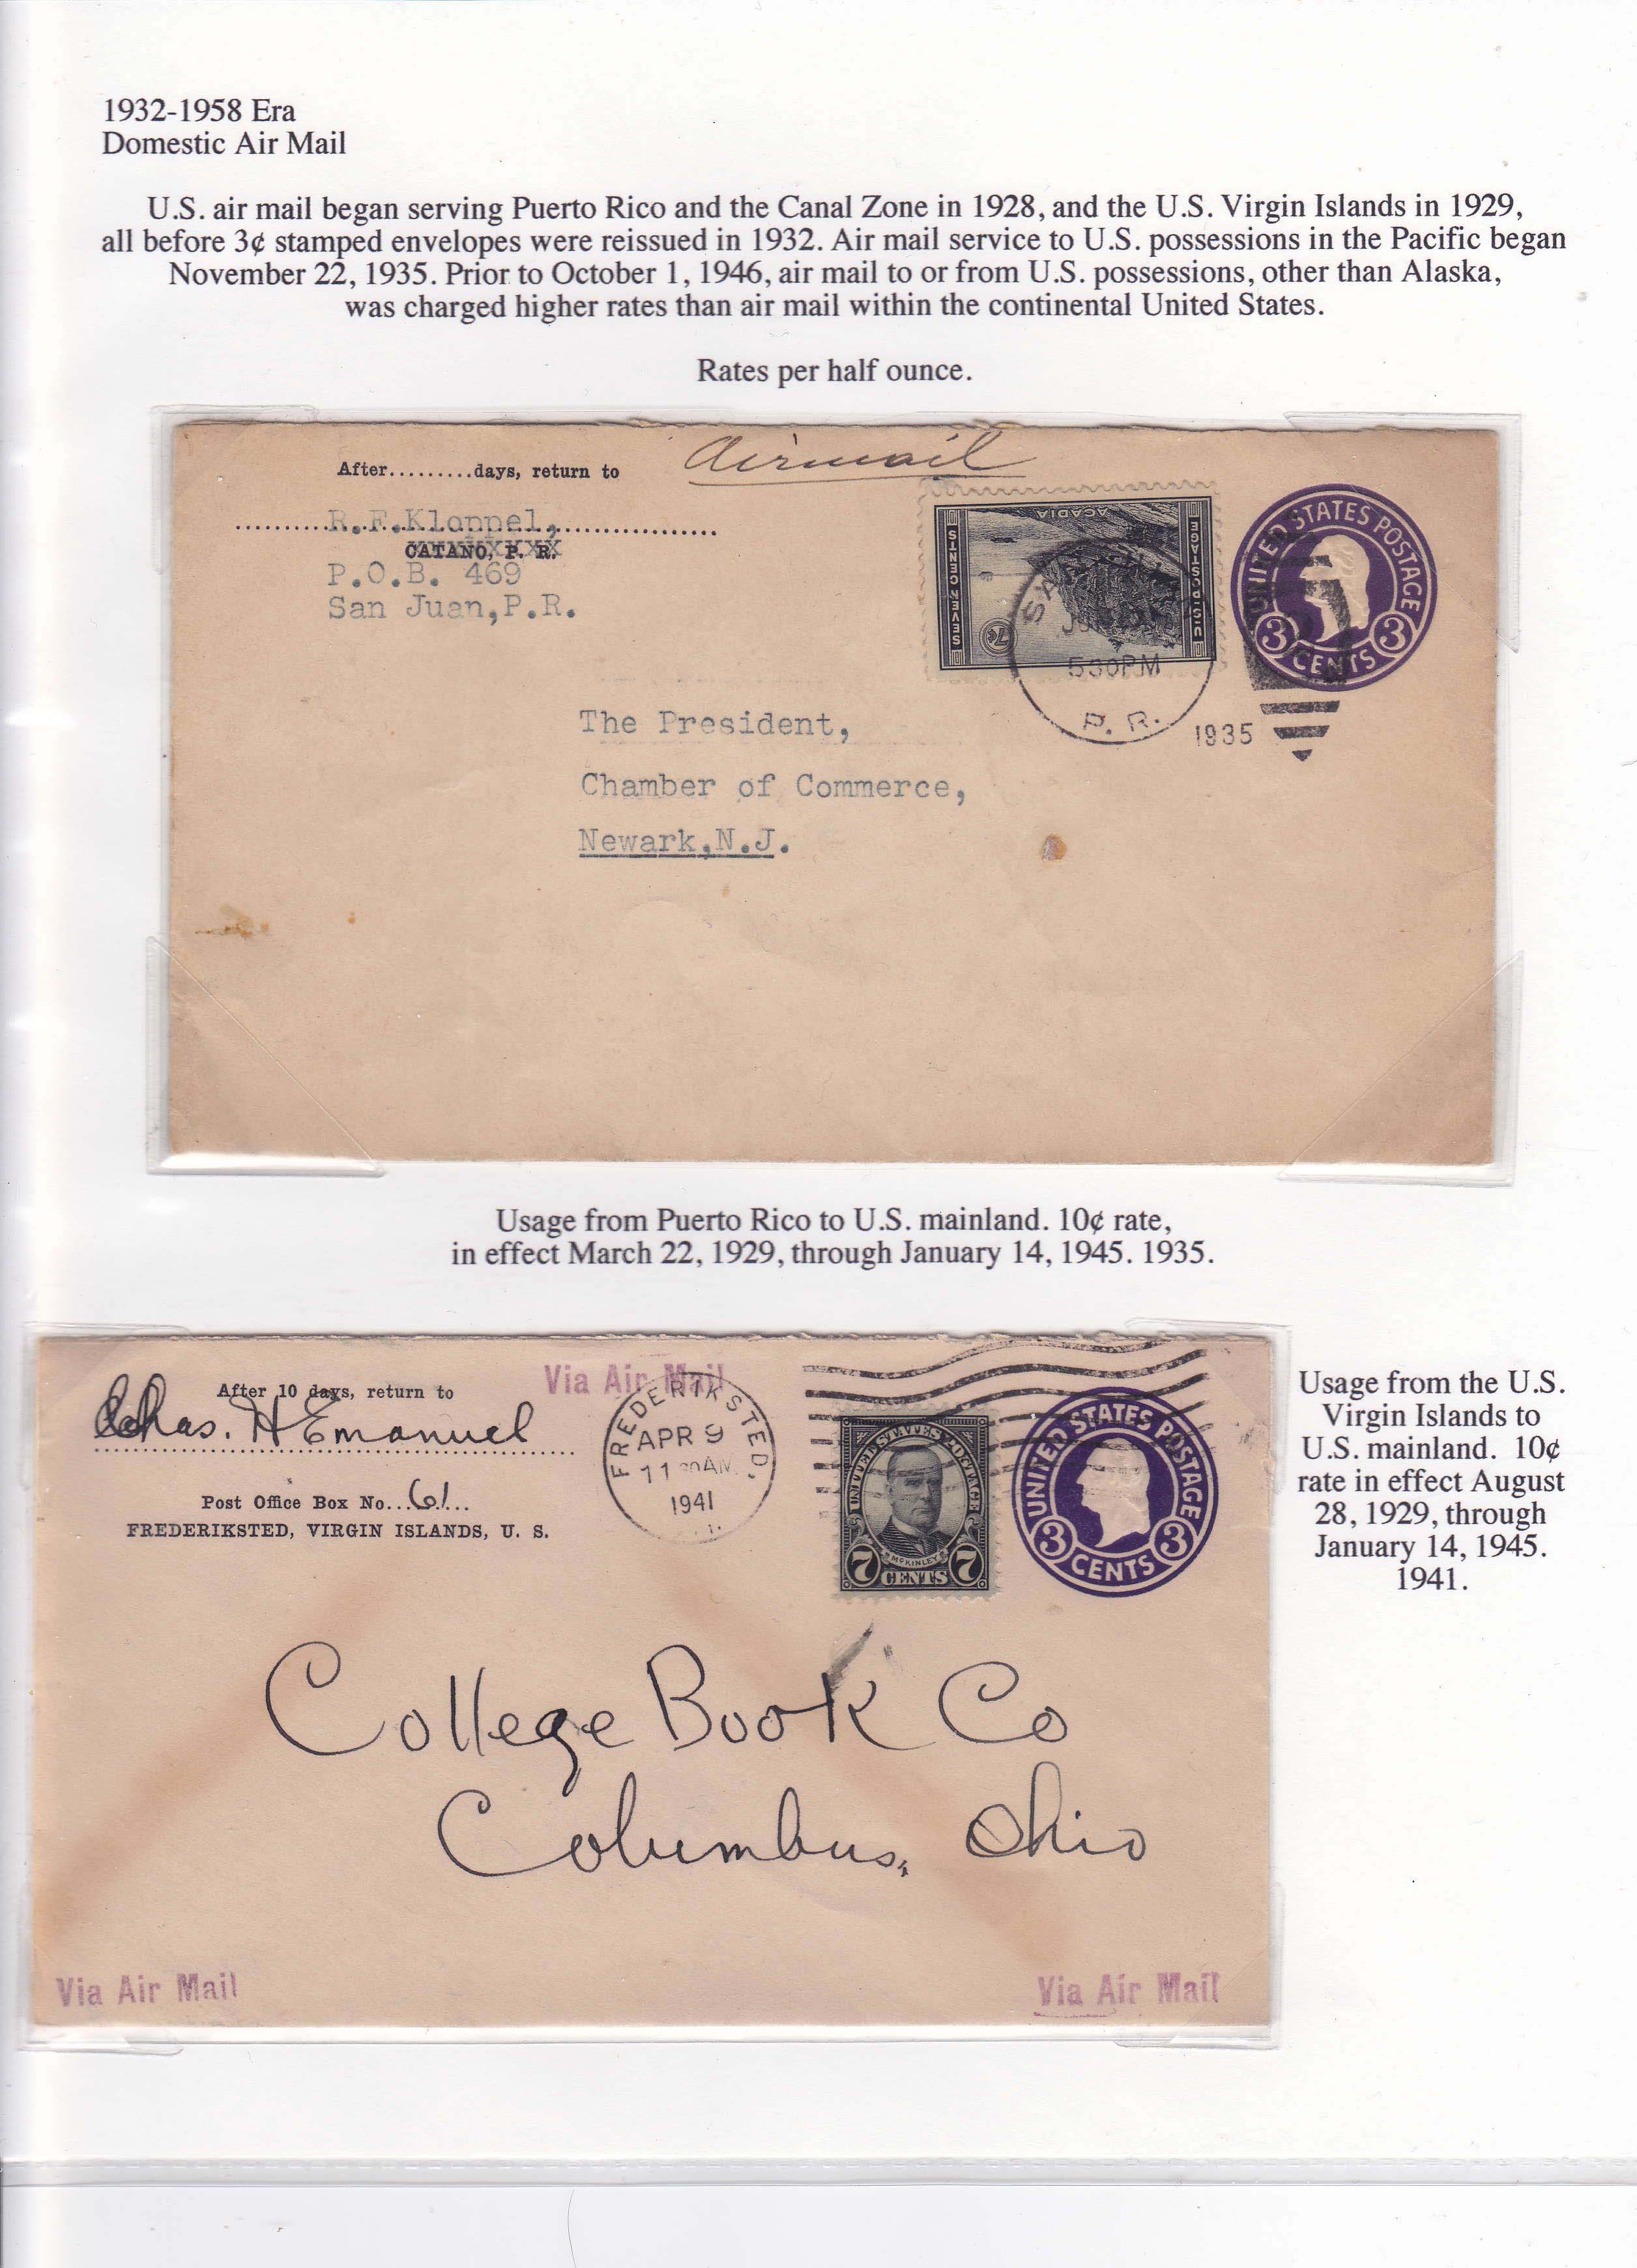 1932-1958 Era
Domestic Air Mail
U.S. air mail began serving Puerto Rico and the Canal Zone in 1928, and the U.S. Virgin Islands in 1929,
all before 3¢ stamped envelopes were reissued in 1932. Air mail service to U.S. possessions in the Pacific began
November 22, 1935. Prior to October 1, 1946, air mail to or from U.S. possessions, other than Alaska,
was charged higher rates than air mail within the continental United States.
Rates per half ounce.
Airmail
After.........days, return to
R.F.Kloppel,
CATANO, P. R.
P.O.B. 469
San Juan,P.R.
ACADIA
SEVEN CENTS
U·S·POSTAGE
7¢
530PM
P. R.
1935
UNITED STATES POSTAGE
3 CENTS 3
The President,
Chamber of Commerce,
Newark,N.J.
Usage from Puerto Rico to U.S. mainland. 10¢ rate,
in effect March 22, 1929, through January 14, 1945. 1935.
Via Air Mail
After 10 days, return to
Chas. H Emanuel
Post Office Box No...61...
FREDERIKSTED, VIRGIN ISLANDS, U. S.
FREDERIKSTED,
APR 9
11 AM
1941
UNITED STATES POSTAGE
McKINLEY
7 CENTS 7
UNITED STATES POSTAGE
3 CENTS 3
College Book Co
Columbus, Ohio
Via Air Mail
Via Air Mail
Usage from the U.S.
Virgin Islands to
U.S. mainland. 10¢
rate in effect August
28, 1929, through
January 14, 1945.
1941.